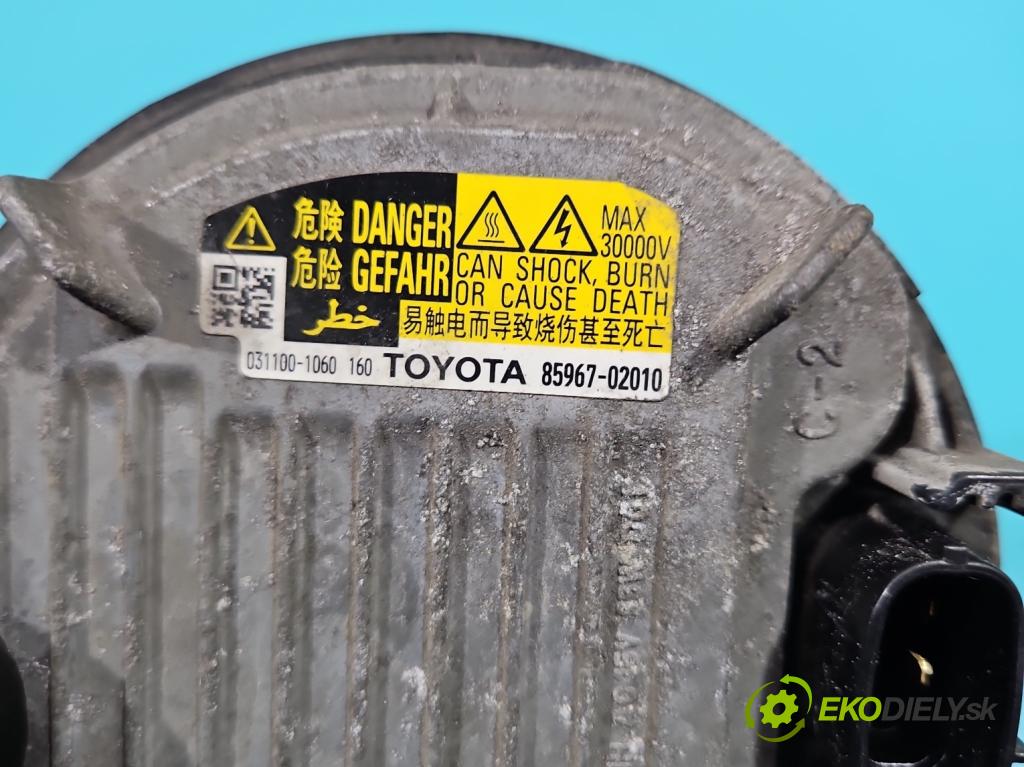 危険 DANGER
危险 GEFAHR
خطر
MAX
30000V
CAN SHOCK, BURN
OR CAUSE DEATH
易触电而导致烧伤甚至死亡
031100-1060 160 TOYOTA 85967-02010
C-2
EKODIELY.sk